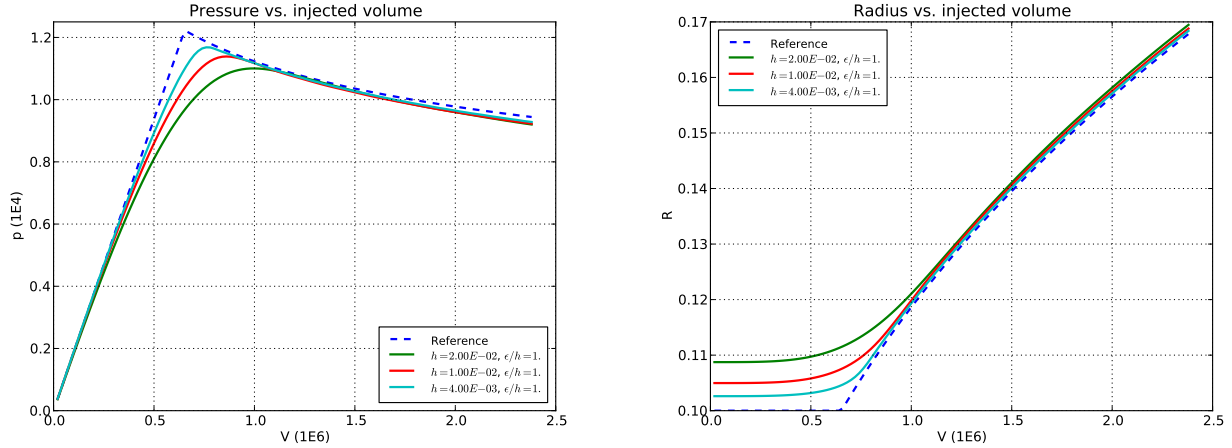 Pressure vs. injected volume
1.2
1.0
0.8
0.6
0.4
0.2
0.0
p (1E4)
Reference
h=2.00E−02, ϵ/h=1.
h=1.00E−02, ϵ/h=1.
h=4.00E−03, ϵ/h=1.
0.0 0.5 1.0 1.5 2.0 2.5
V (1E6)
Radius vs. injected volume
0.17
0.16
0.15
0.14
0.13
0.12
0.11
0.10
R
Reference
h=2.00E−02, ϵ/h=1.
h=1.00E−02, ϵ/h=1.
h=4.00E−03, ϵ/h=1.
0.0 0.5 1.0 1.5 2.0 2.5
V (1E6)